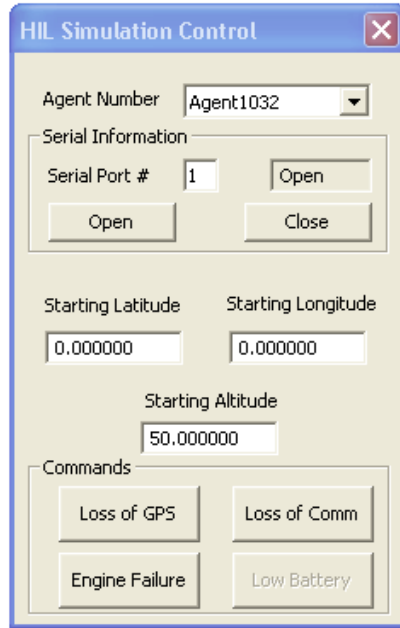 HIL Simulation Control
Agent Number Agent1032
Serial Information
Serial Port # 1 Open
Open Close
Starting Latitude Starting Longitude
0.000000 0.000000
Starting Altitude
50.000000
Commands
Loss of GPS Loss of Comm
Engine Failure Low Battery